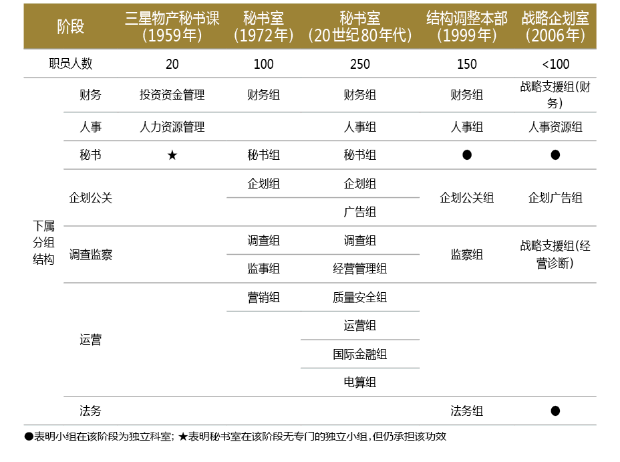 阶段 三星物产秘书课 秘书室 秘书室 结构调整本部 战略企划室
(1959年) (1972年) (20世纪80年代) (1999年) (2006年)
职员人数 20 100 250 150 <100
财务 投资资金管理 财务组 财务组 财务组 战略支援组(财
务)
人事 人力资源管理 人事组 人事组 人事资源组
秘书 ★ 秘书组 秘书组 ● ●
企划公关 企划组 企划组 企划公关组 企划广告组
广告组
下属
分组
结构
调查监察 调查组 调查组 监察组 战略支援组(经
营诊断)
监事组 经营管理组
运营 营销组 质量安全组
运营组
国际金融组
电算组
法务 法务组 ●
●表明小组在该阶段为独立科室; ★表明秘书室在该阶段无专门的独立小组,但仍承担该功效